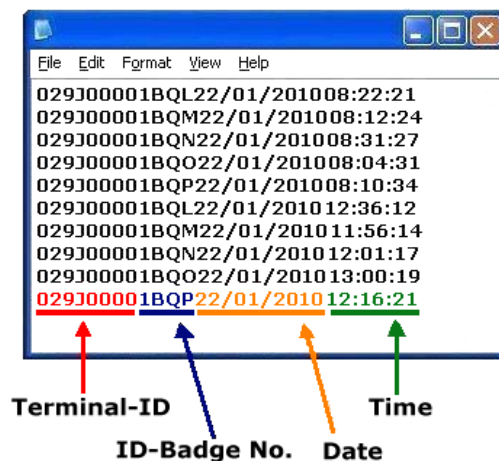 File Edit Format View Help
029J00001BQL22/01/201008:22:21
029J00001BQM22/01/201008:12:24
029J00001BQN22/01/201008:31:27
029J00001BQO22/01/201008:04:31
029J00001BQP22/01/201008:10:34
029J00001BQL22/01/201012:36:12
029J00001BQM22/01/201011:56:14
029J00001BQN22/01/201012:01:17
029J00001BQO22/01/201013:00:19
029J00001BQP22/01/201012:16:21
Terminal-ID Time
ID-Badge No. Date